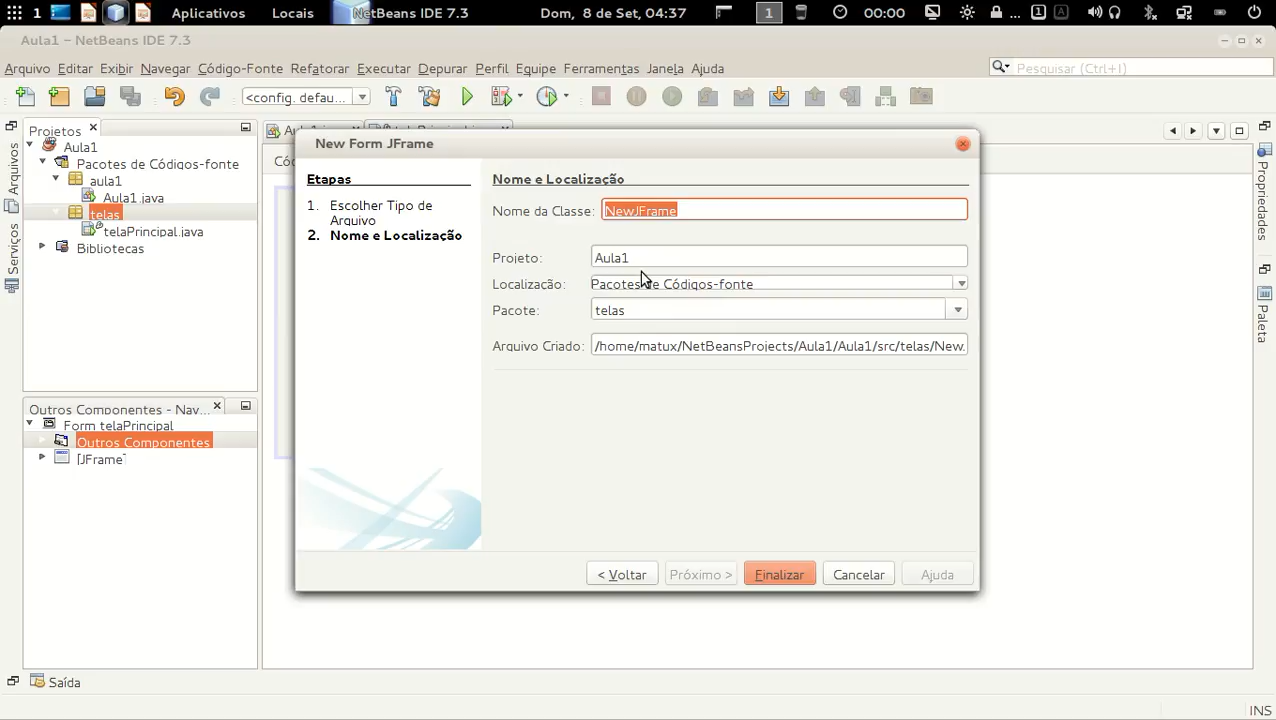 1 Aplicativos Locais NetBeans IDE 7.3 Dom, 8 de Set, 04:37 1 00:00 ... 1 A
Aula1 – NetBeans IDE 7.3
Arquivo Editar Exibir Navegar Código-Fonte Refatorar Executar Depurar Perfil Equipe Ferramentas Janela Ajuda Pesquisar (Ctrl+I)
<config. defau...
Projetos
Aula1
Pacotes de Códigos-fonte
aula1
Aula1.java
telas
telaPrincipal.java
Bibliotecas
Arquivos
Serviços
Outros Componentes - Nav...
Form telaPrincipal
Outros Componentes
[JFrame]
New Form JFrame
Etapas
1. Escolher Tipo de
Arquivo
2. Nome e Localização
Nome e Localização
Nome da Classe: NewJFrame
Projeto: Aula1
Localização: Pacotes de Códigos-fonte
Pacote: telas
Arquivo Criado: /home/matux/NetBeansProjects/Aula1/Aula1/src/telas/New.
< Voltar Próximo > Finalizar Cancelar Ajuda
Propriedades
Paleta
Saída
INS